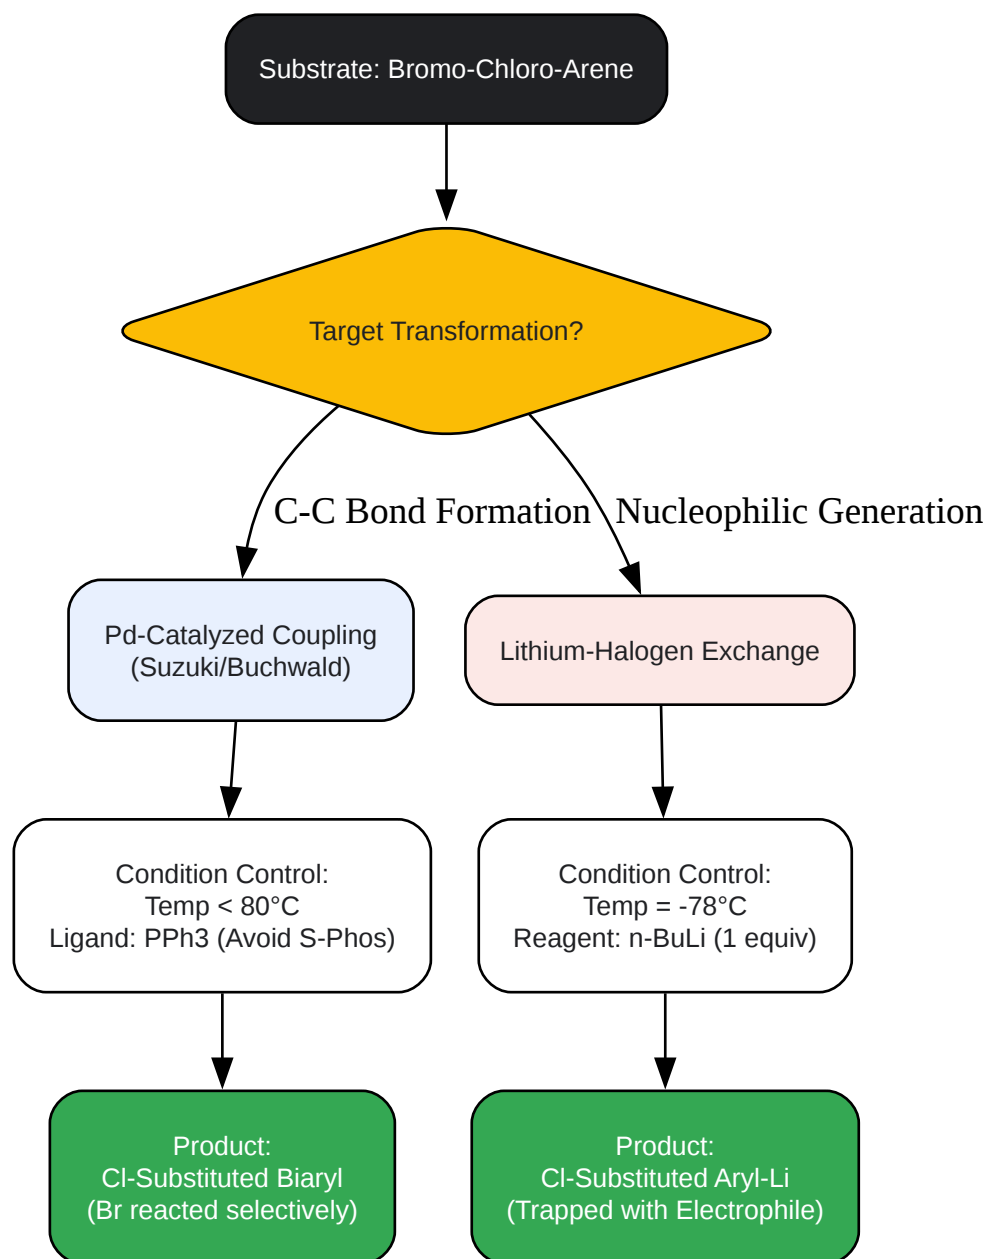 Substrate: Bromo-Chloro-Arene
Target Transformation?
C-C Bond Formation
Nucleophilic Generation
Pd-Catalyzed Coupling
(Suzuki/Buchwald)
Lithium-Halogen Exchange
Condition Control:
Temp < 80°C
Ligand: PPh3 (Avoid S-Phos)
Condition Control:
Temp = -78°C
Reagent: n-BuLi (1 equiv)
Product:
Cl-Substituted Biaryl
(Br reacted selectively)
Product:
Cl-Substituted Aryl-Li
(Trapped with Electrophile)